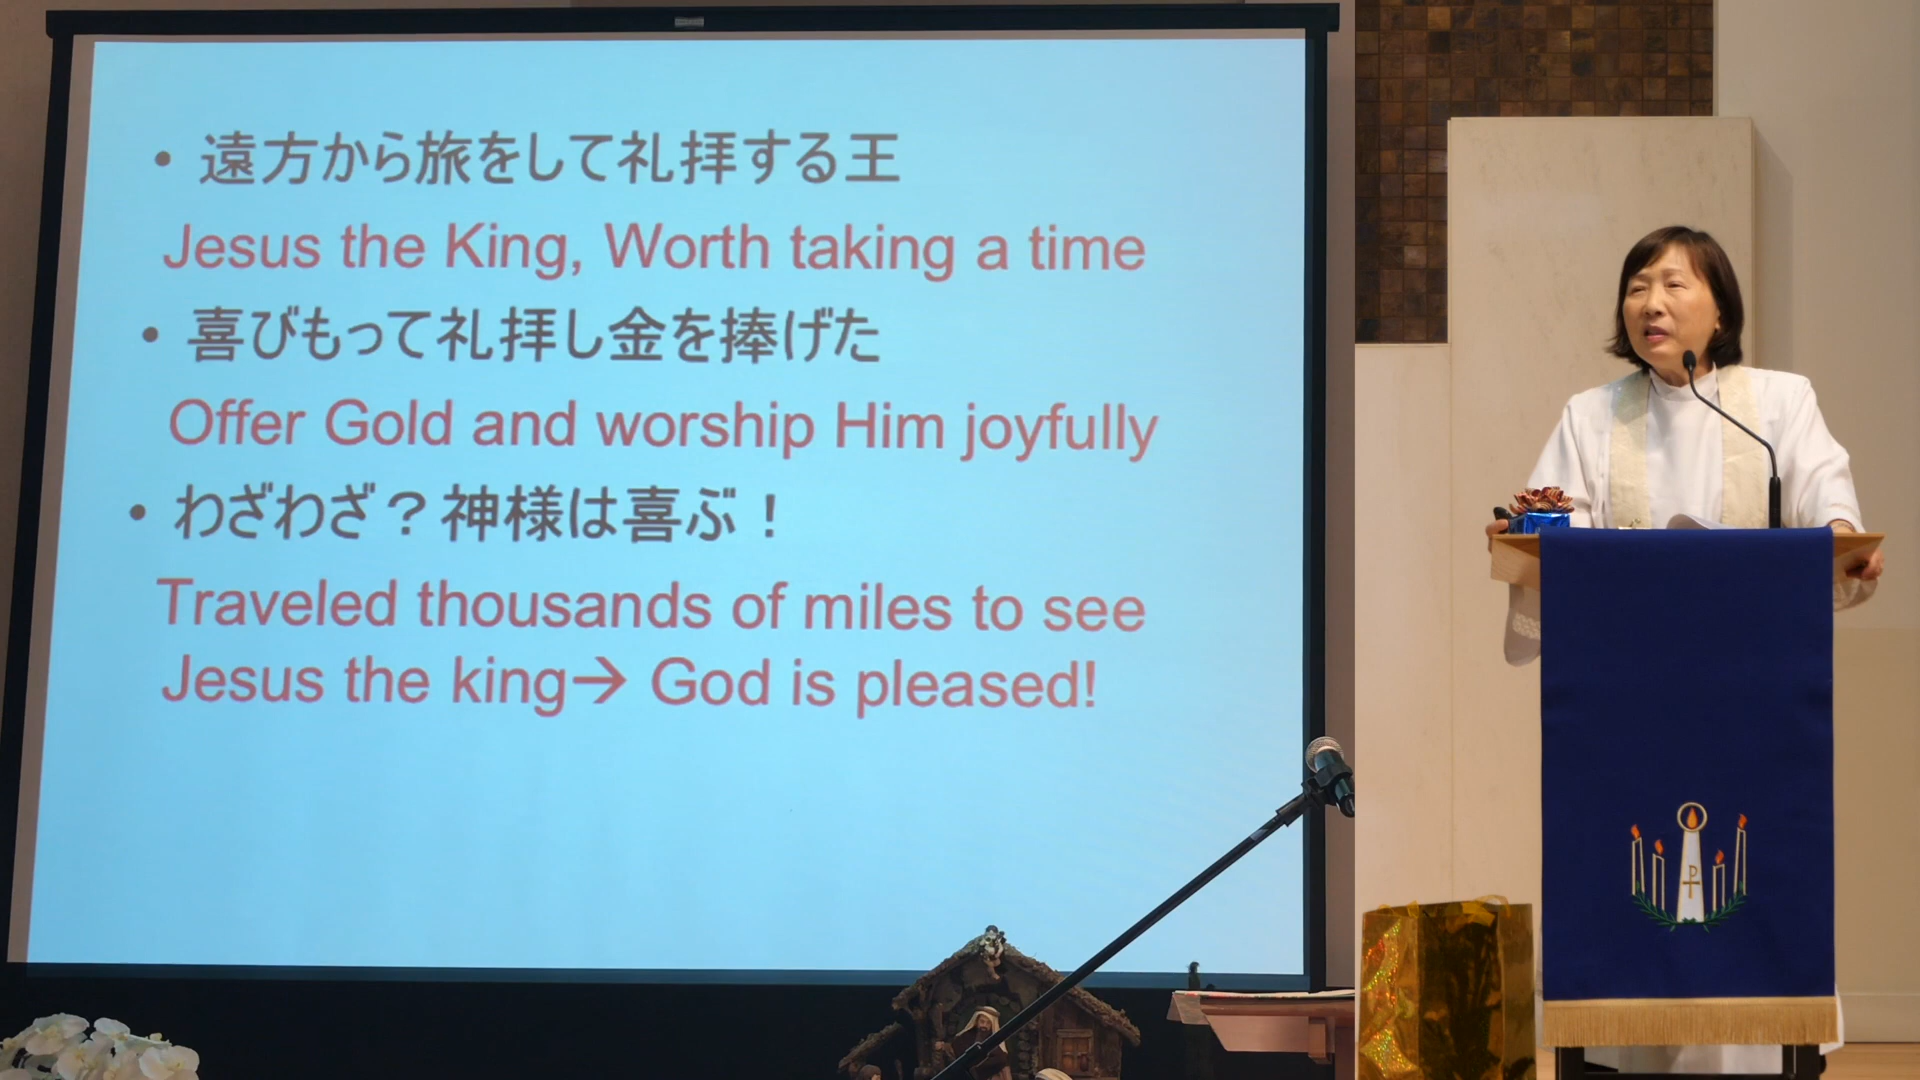 • 遠方から旅をして礼拝する王
Jesus the King, Worth taking a time
• 喜びもって礼拝し金を捧げた
Offer Gold and worship Him joyfully
• わざわざ？神様は喜ぶ！
Traveled thousands of miles to see
Jesus the king→ God is pleased!